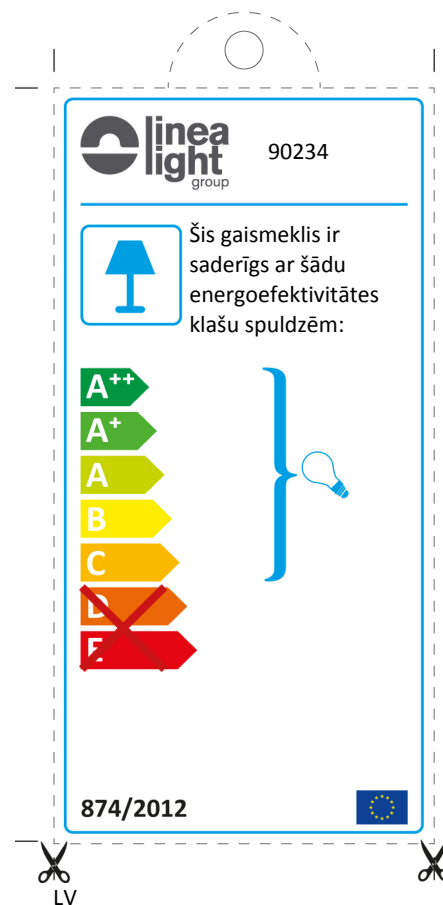 linea
light
group
90234
Šis gaismeklis ir
saderīgs ar šādu
energoefektivitātes
klašu spuldzēm:
A++
A+
A
B
C
D
E
874/2012
LV